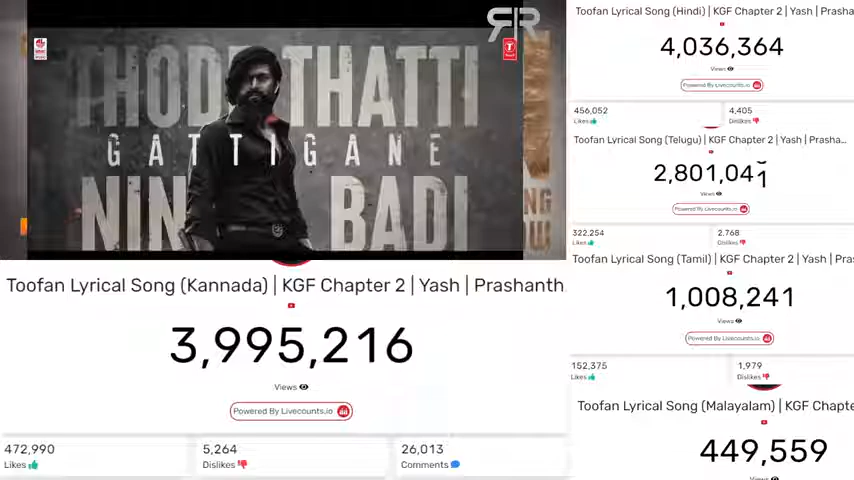 RR
THODE THATTI
GATTIGANE
NIN BADI
Toofan Lyrical Song (Kannada) | KGF Chapter 2 | Yash | Prashanth
3,995,216
Views
Powered By Livecounts.io
472,990
Likes
5,264
Dislikes
26,013
Comments
Toofan Lyrical Song (Hindi) | KGF Chapter 2 | Yash | Prasha
4,036,364
Views
Powered By Livecounts.io
456,052
Likes
4,405
Dislikes
Toofan Lyrical Song (Telugu) | KGF Chapter 2 | Yash | Prasha...
2,801,041
Views
Powered By Livecounts.io
322,254
Likes
2,768
Dislikes
Toofan Lyrical Song (Tamil) | KGF Chapter 2 | Yash | Pras
1,008,241
Views
Powered By Livecounts.io
152,375
Likes
1,979
Dislikes
Toofan Lyrical Song (Malayalam) | KGF Chapte
449,559
Views